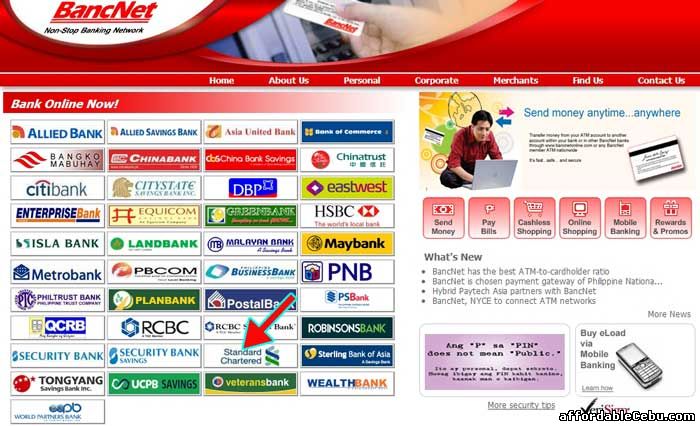 BancNet
Non-Stop Banking Network
Home About Us Personal Corporate Merchants Find Us Contact Us
Bank Online Now!
ALLIED BANK
ALLIED SAVINGS BANK
Asia United Bank
Bank of Commerce
BANGKO MABUHAY
CHINABANK
China Bank Savings
Chinatrust
中國信託
citibank
CITYSTATE
SAVINGS BANK INC.
DBP
eastwest
ENTERPRISEBank
EQUICOM
GREENBANK
HSBC
The world's local bank
ISLA BANK
LANDBANK
MALAYAN BANK
Maybank
Metrobank
PBCOM
PHILIPPINE
BUSINESSBANK
PNB
PTC
PHILTRUST BANK
PHILIPPINE TRUST COMPANY
PLANBANK
PostalBank
PSBank
QCRB
RCBC
RCBC Bank
ROBINSONSBANK
SECURITY BANK
SECURITY BANK
SAVINGS
Standard
Chartered
Sterling Bank of Asia
TONGYANG
Savings Bank Inc
UCPB SAVINGS
veteransbank
WEALTHBANK
WORLD PARTNERS BANK
Send money anytime...anywhere
Transfer money from your ATM account to another
account within your bank or in other BancNet banks
through www.bancnetonline.com or any BancNet
member ATM nationwide
It's fast.. safe... and secure
Send Money
Pay Bills
Cashless Shopping
Online Shopping
Mobile Banking
Rewards & Promos
What's New
BancNet has the best ATM-to-cardholder ratio
BancNet is chosen payment gateway of Philippine Nationa...
Hybrid Paytech Asia partners with BancNet
BancNet, NYCE to connect ATM networks
More News
Ang "P" sa "PIN"
does not mean "Public."
Ito ay personal, dapat sekreto.
Huwag ibigay ang PIN kahit kanino,
kasama man o kaibigan.
More security tips
Buy eLoad
via
Mobile
Banking
Learn how
VeriSign
affordableCebu.com